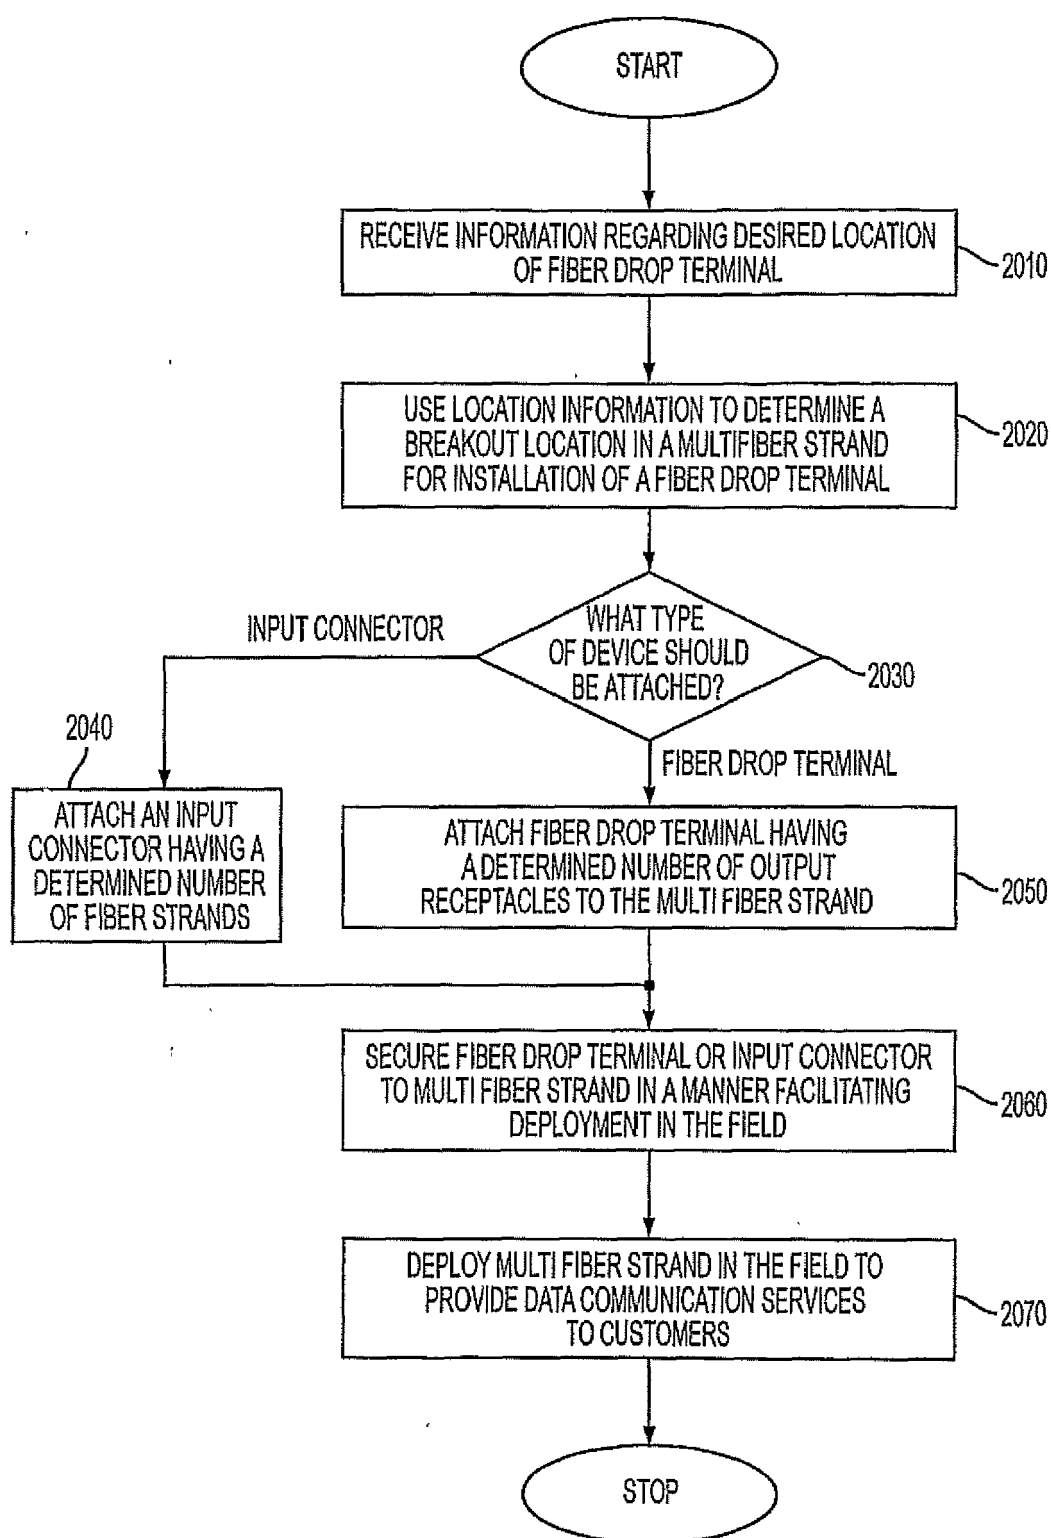 START
RECEIVE INFORMATION REGARDING DESIRED LOCATION
OF FIBER DROP TERMINAL
2010
USE LOCATION INFORMATION TO DETERMINE A
BREAKOUT LOCATION IN A MULTIFIBER STRAND
FOR INSTALLATION OF A FIBER DROP TERMINAL
2020
WHAT TYPE
OF DEVICE SHOULD
BE ATTACHED?
2030
INPUT CONNECTOR
2040
ATTACH AN INPUT
CONNECTOR HAVING A
DETERMINED NUMBER
OF FIBER STRANDS
FIBER DROP TERMINAL
ATTACH FIBER DROP TERMINAL HAVING
A DETERMINED NUMBER OF OUTPUT
RECEPTACLES TO THE MULTI FIBER STRAND
2050
SECURE FIBER DROP TERMINAL OR INPUT CONNECTOR
TO MULTI FIBER STRAND IN A MANNER FACILITATING
DEPLOYMENT IN THE FIELD
2060
DEPLOY MULTI FIBER STRAND IN THE FIELD TO
PROVIDE DATA COMMUNICATION SERVICES
TO CUSTOMERS
2070
STOP